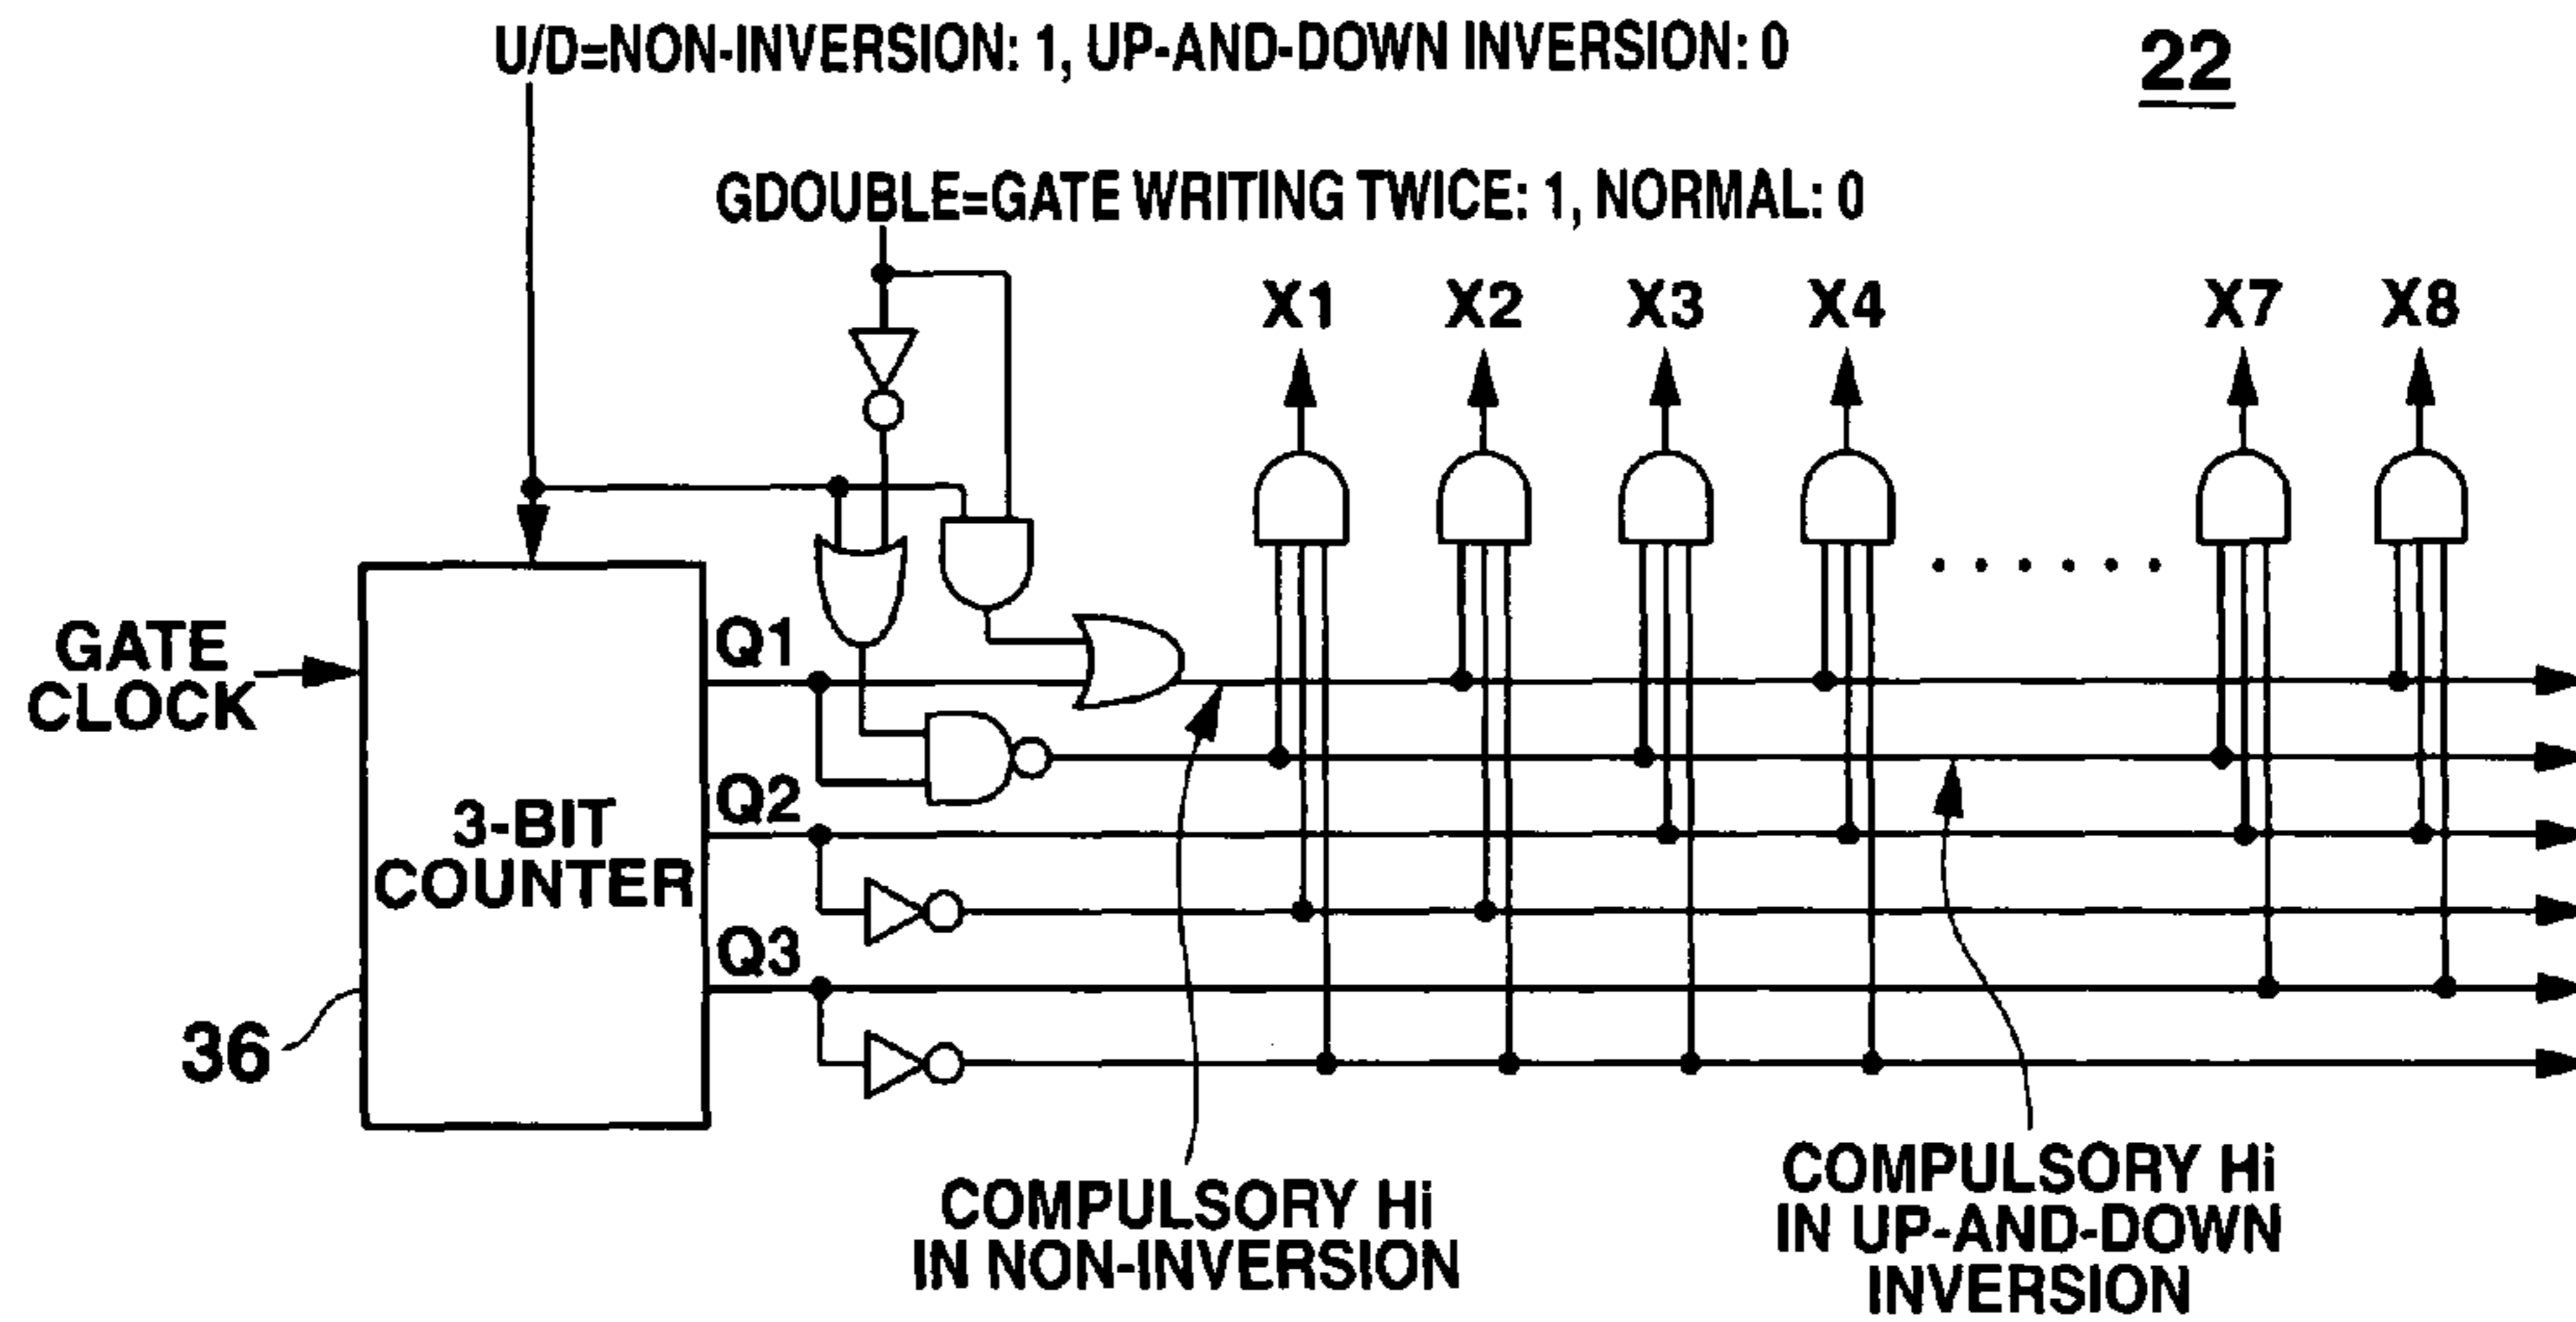 U/D=NON-INVERSION: 1, UP-AND-DOWN INVERSION: 0
22
GDOUBLE=GATE WRITING TWICE: 1, NORMAL: 0
X1 X2 X3 X4 X7 X8
GATE
CLOCK
Q1
Q2
Q3
3-BIT
COUNTER
36
COMPULSORY Hi
IN NON-INVERSION
COMPULSORY Hi
IN UP-AND-DOWN
INVERSION